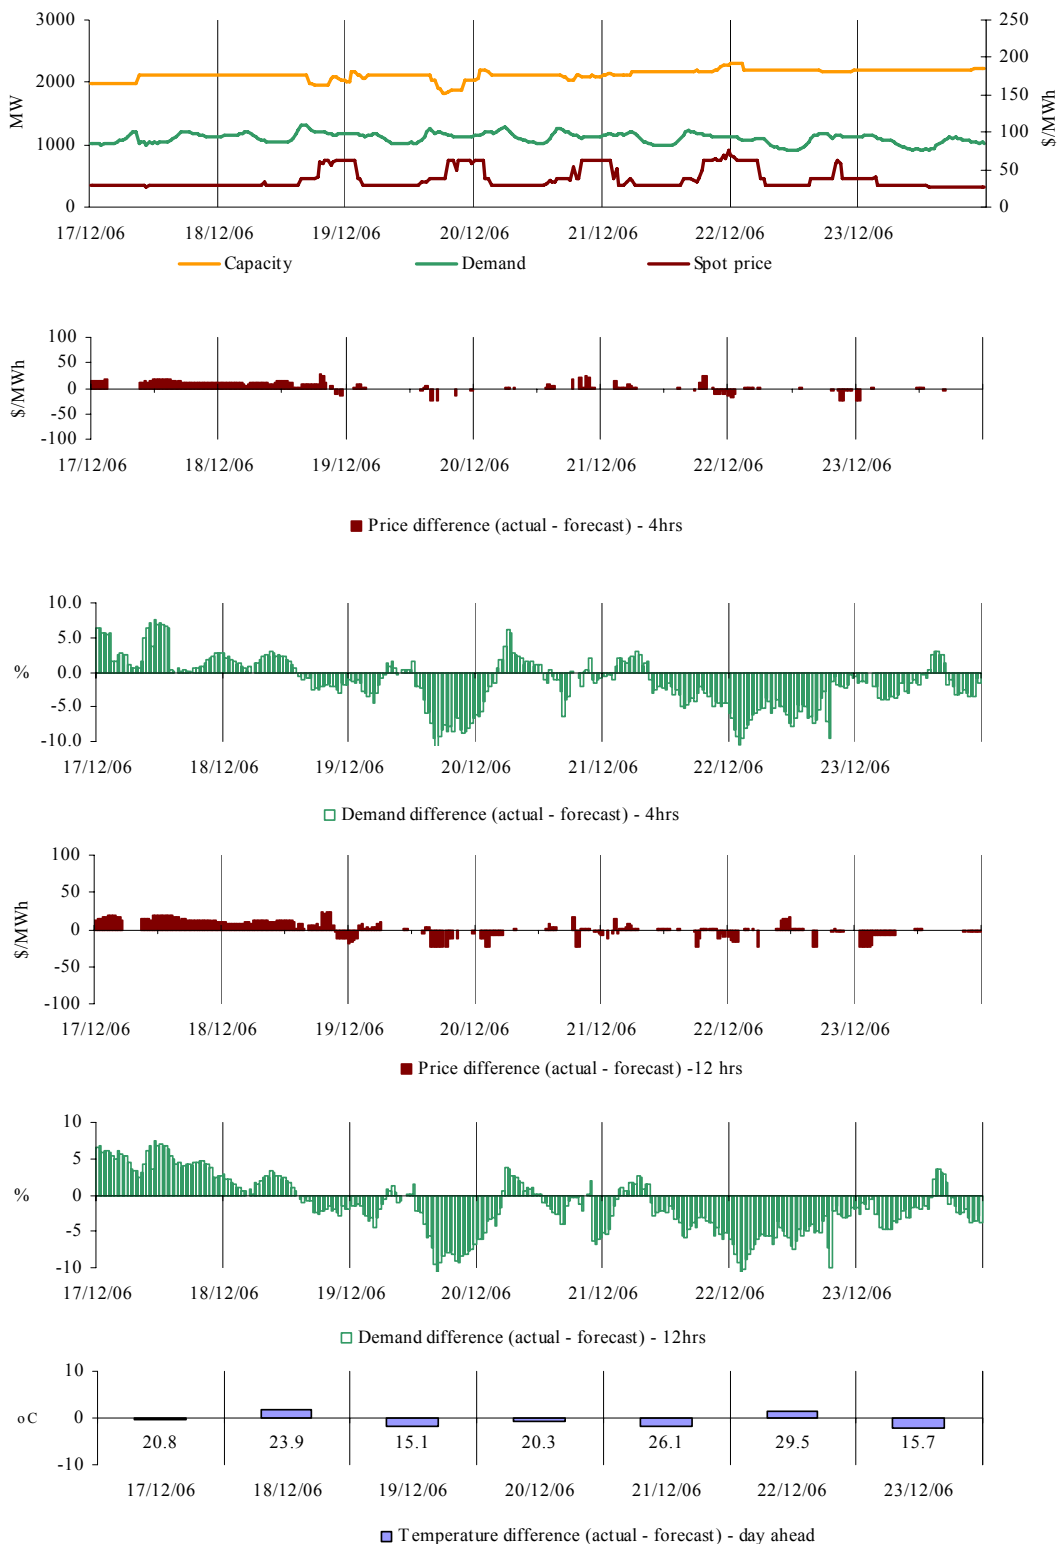 3000 250
200
2000
150
MW $/MWh
100
1000
50
0 0
17/12/06 18/12/06 19/12/06 20/12/06 21/12/06 22/12/06 23/12/06
Capacity Demand Spot price
100
50
$/MWh 0
-50
-100
17/12/06 18/12/06 19/12/06 20/12/06 21/12/06 22/12/06 23/12/06
Price difference (actual - forecast) - 4hrs
10.0
5.0
% 0.0
-5.0
-10.0
17/12/06 18/12/06 19/12/06 20/12/06 21/12/06 22/12/06 23/12/06
Demand difference (actual - forecast) - 4hrs
100
50
$/MWh 0
-50
-100
17/12/06 18/12/06 19/12/06 20/12/06 21/12/06 22/12/06 23/12/06
Price difference (actual - forecast) -12 hrs
10
5
% 0
-5
-10
17/12/06 18/12/06 19/12/06 20/12/06 21/12/06 22/12/06 23/12/06
Demand difference (actual - forecast) - 12hrs
10
oC 0
20.8 23.9 15.1 20.3 26.1 29.5 15.7
-10
17/12/06 18/12/06 19/12/06 20/12/06 21/12/06 22/12/06 23/12/06
Temperature difference (actual - forecast) - day ahead